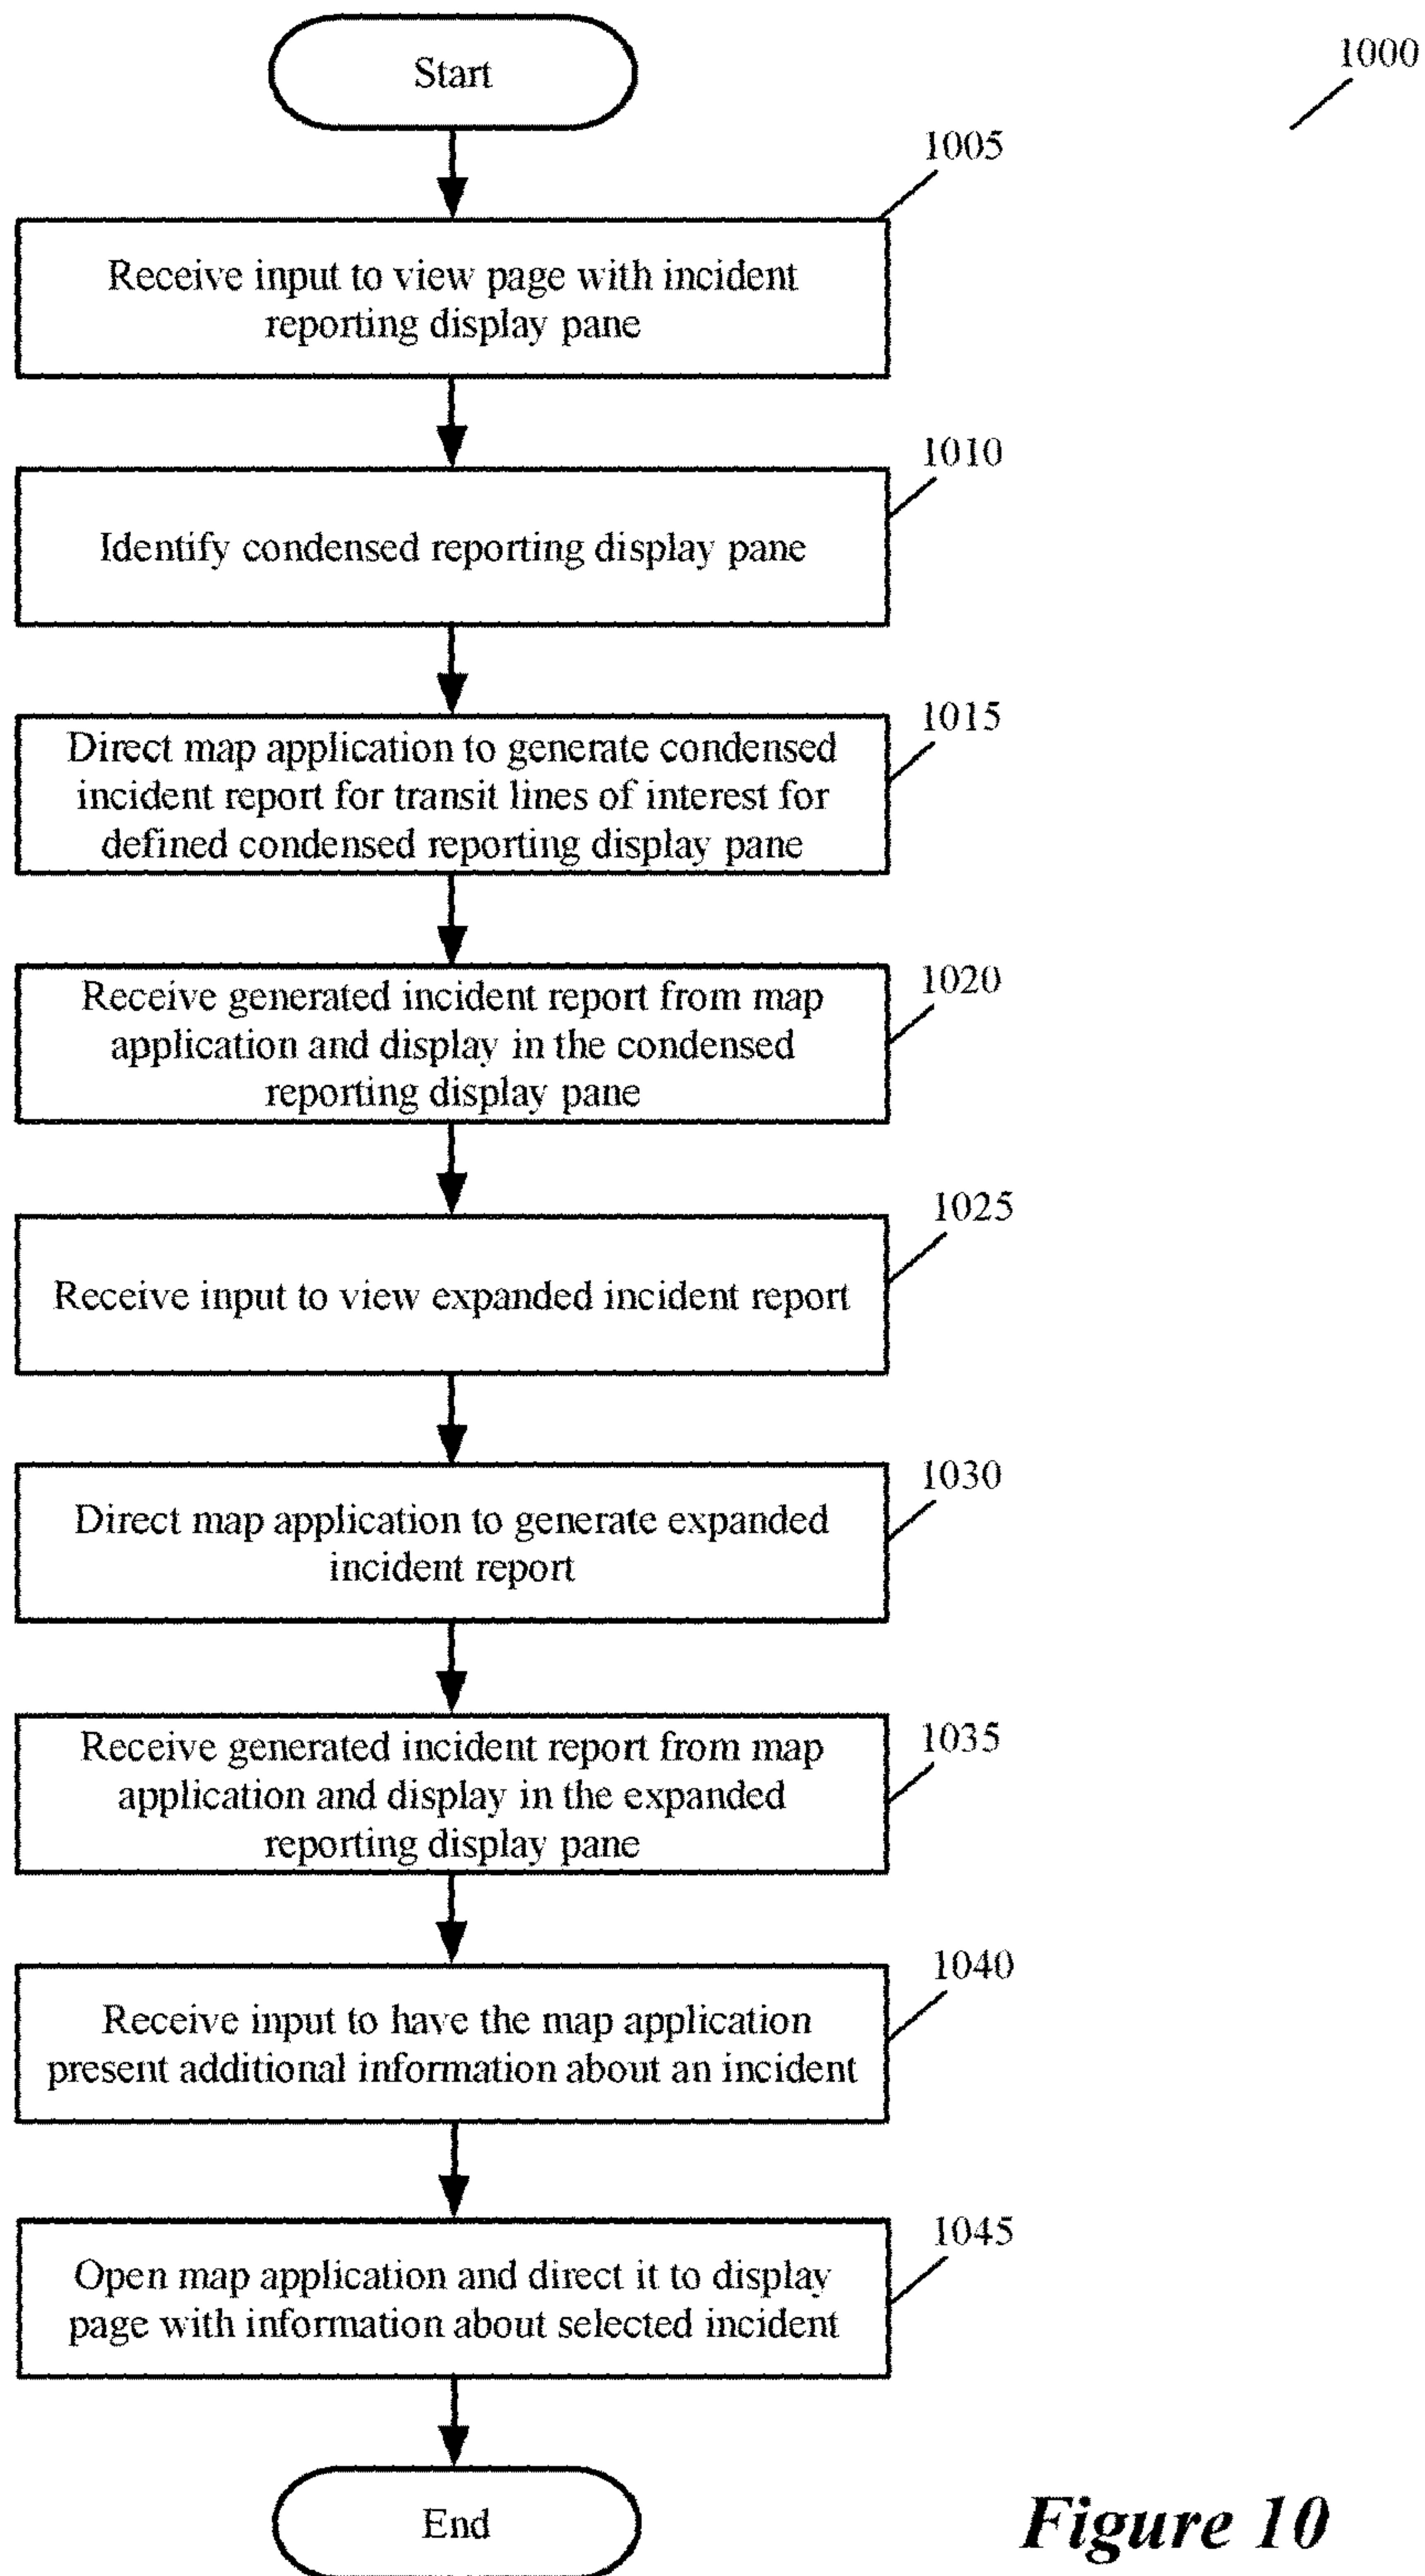 Start
1000
1005
Receive input to view page with incident
reporting display pane
1010
Identify condensed reporting display pane
1015
Direct map application to generate condensed
incident report for transit lines of interest for
defined condensed reporting display pane
1020
Receive generated incident report from map
application and display in the condensed
reporting display pane
1025
Receive input to view expanded incident report
1030
Direct map application to generate expanded
incident report
1035
Receive generated incident report from map
application and display in the expanded
reporting display pane
1040
Receive input to have the map application
present additional information about an incident
1045
Open map application and direct it to display
page with information about selected incident
End
Figure 10